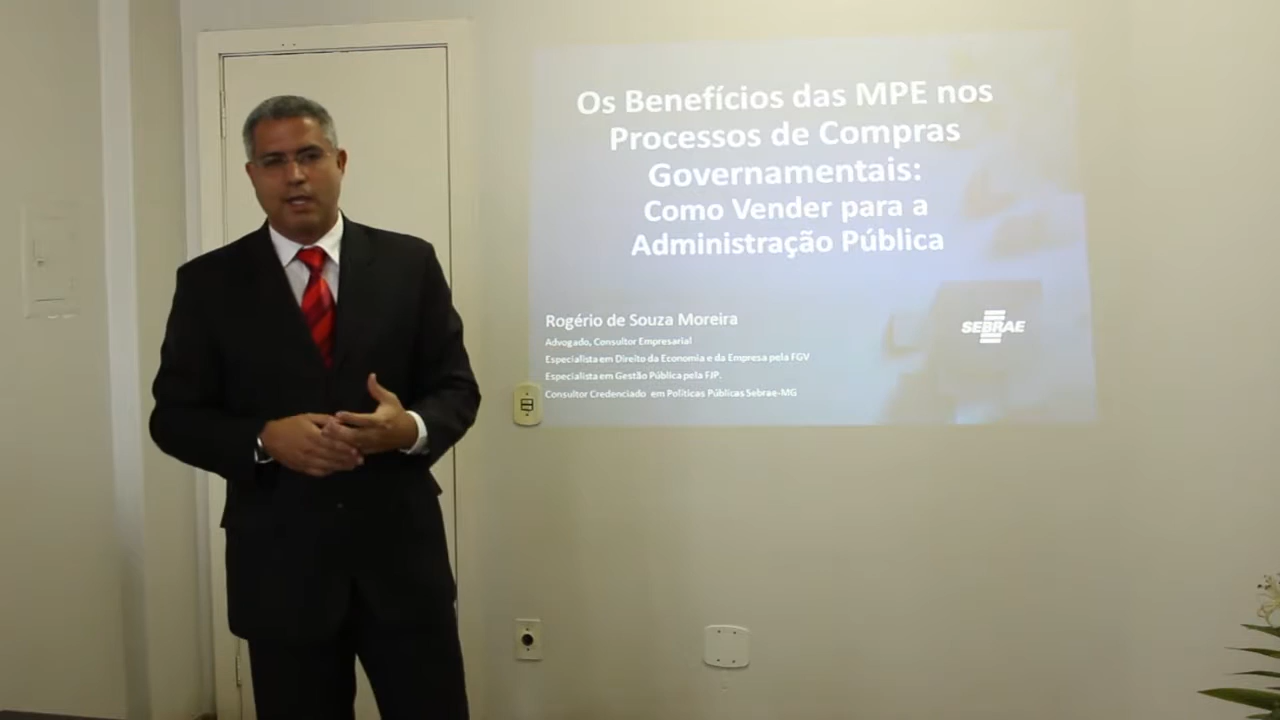 Os Benefícios das MPE nos
Processos de Compras
Governamentais:
Como Vender para a
Administração Pública
Rogério de Souza Moreira
Advogado, Consultor Empresarial
Especialista em Direito da Economia e da Empresa pela FGV
Especialista em Gestão Pública pela FJP.
Consultor Credenciado em Políticas Públicas Sebrae-MG
SEBRAE